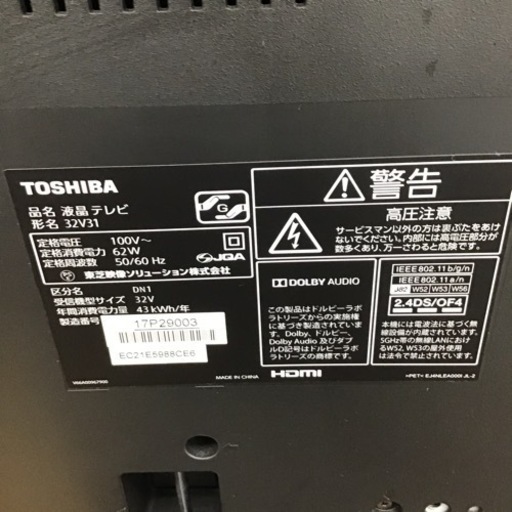 TOSHIBA
品名 液晶テレビ
形名 32V31
定格電圧 100V～
定格消費電力 62W
定格周波数 50/60 Hz
JQA
東芝映像ソリューション株式会社
区分名 DN1
受信機型サイズ 32V
年間消費電力量 43 kWh/年
製造番号
17P29003
EC21E5988CE6
MADE IN CHINA
警告
高圧注意
サービスマン以外の方は裏ぶたをあけ
ないでください。内部には高電圧部分が
数多くあり、万一さわると危険です。
DOLBY AUDIO
この製品はドルビーラボ
ラトリーズからの実施権
に基づき製造されています。
Dolby、ドルビー、
Dolby Audio 及びダブ
ルD記号はドルビーラボラ
トリーズの商標です。
HDMI
IEEE802.11b/g/n
IEEE802.11a/n
J52 W52 W53 W56
2.4DS/OF4
本機には電波法に基づく無
線設備が内蔵されています。
5GHz帯の無線LANにおけ
るW52、W53の屋外使用
は法令で禁止されています。
>PET< EJ4NLEA000I JL-2